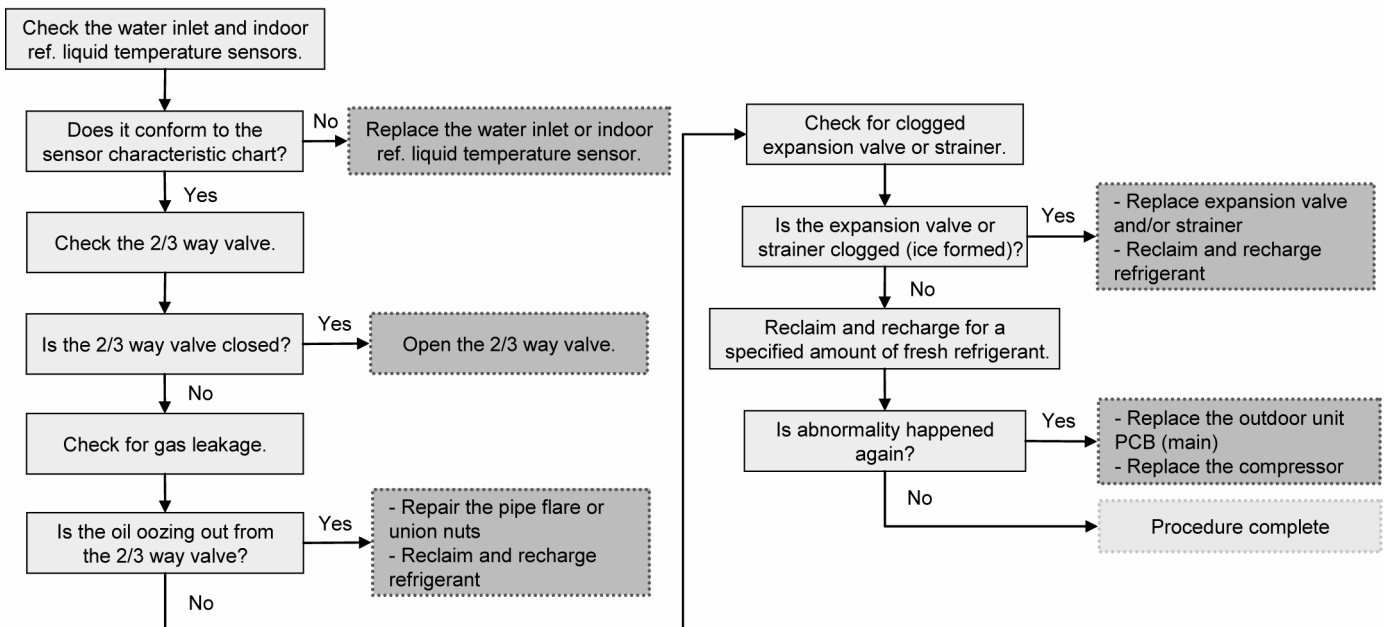 Check the water inlet and indoor
ref. liquid temperature sensors.
Does it conform to the
sensor characteristic chart?
No
Replace the water inlet or indoor
ref. liquid temperature sensor.
Yes
Check the 2/3 way valve.
Is the 2/3 way valve closed?
Yes
Open the 2/3 way valve.
No
Check for gas leakage.
Is the oil oozing out from
the 2/3 way valve?
Yes
- Repair the pipe flare or
union nuts
- Reclaim and recharge
refrigerant
No
Check for clogged
expansion valve or strainer.
Is the expansion valve or
strainer clogged (ice formed)?
Yes
- Replace expansion valve
and/or strainer
- Reclaim and recharge
refrigerant
No
Reclaim and recharge for a
specified amount of fresh refrigerant.
Is abnormality happened
again?
Yes
- Replace the outdoor unit
PCB (main)
- Replace the compressor
No
Procedure complete